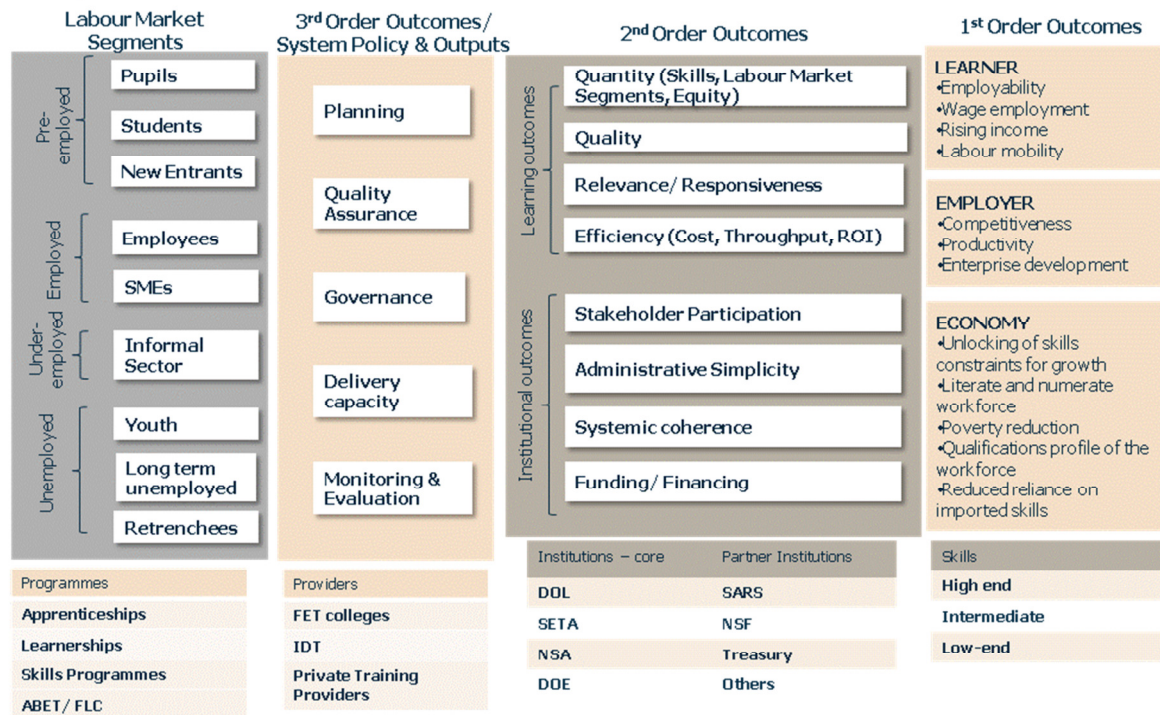 Labour Market
Segments
Pre-
employed
Pupils
Students
New Entrants
Employed
Employees
SMEs
Under-
employed
Informal
Sector
Unemployed
Youth
Long term
unemployed
Retrenchees
Programmes
Apprenticeships
Learnerships
Skills Programmes
ABET/ FLC
3rd Order Outcomes/
System Policy & Outputs
Planning
Quality
Assurance
Governance
Delivery
capacity
Monitoring &
Evaluation
Providers
FET colleges
IDT
Private Training
Providers
2nd Order Outcomes
Learning outcomes
Quantity (Skills, Labour Market
Segments, Equity)
Quality
Relevance/ Responsiveness
Efficiency (Cost, Throughput, ROI)
Institutional outcomes
Stakeholder Participation
Administrative Simplicity
Systemic coherence
Funding/ Financing
Institutions – core Partner Institutions
DOL SARS
SETA NSF
NSA Treasury
DOE Others
1st Order Outcomes
LEARNER
•Employability
•Wage employment
•Rising income
•Labour mobility
EMPLOYER
•Competitiveness
•Productivity
•Enterprise development
ECONOMY
•Unlocking of skills
constraints for growth
•Literate and numerate
workforce
•Poverty reduction
•Qualifications profile of the
workforce
•Reduced reliance on
imported skills
Skills
High end
Intermediate
Low-end